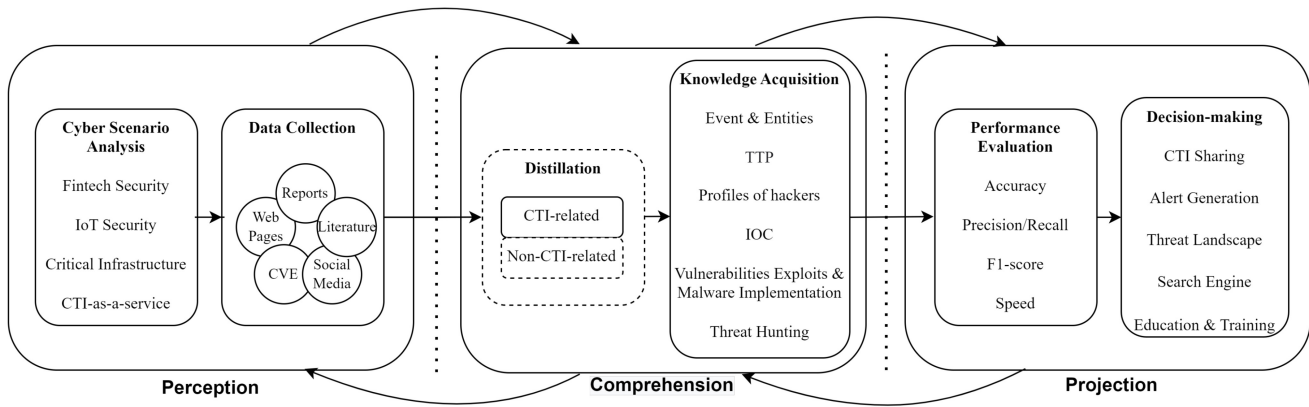 Cyber Scenario
Analysis
Fintech Security
IoT Security
Critical Infrastructure
CTI-as-a-service
Data Collection
Reports
Web
Pages
Literature
CVE
Social
Media
Perception
Distillation
CTI-related
Non-CTI-related
Knowledge Acquisition
Event & Entities
TTP
Profiles of hackers
IOC
Vulnerabilities Exploits &
Malware Implementation
Threat Hunting
Comprehension
Performance
Evaluation
Accuracy
Precision/Recall
F1-score
Speed
Decision-making
CTI Sharing
Alert Generation
Threat Landscape
Search Engine
Education & Training
Projection